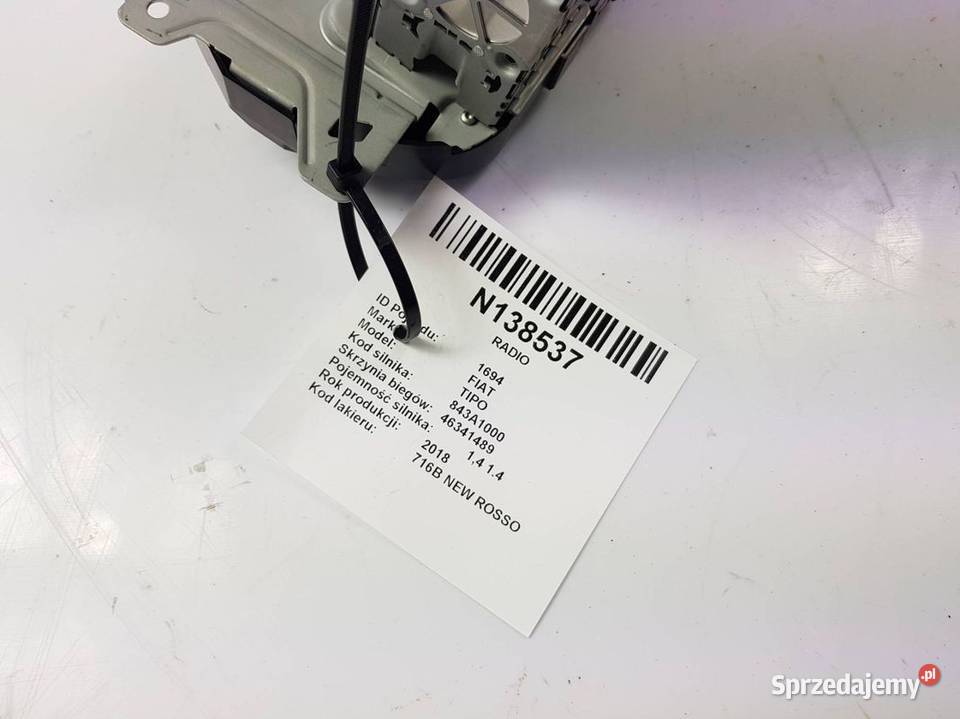 N138537
RADIO
ID Pojazdu: 1694
Marka: FIAT
Model: TIPO
Kod silnika: 843A1000
Skrzynia biegów: 46341489
Pojemność silnika: 1,4 1.4
Rok produkcji: 2018
Kod lakieru: 716B NEW ROSSO
Sprzedajemy.pl